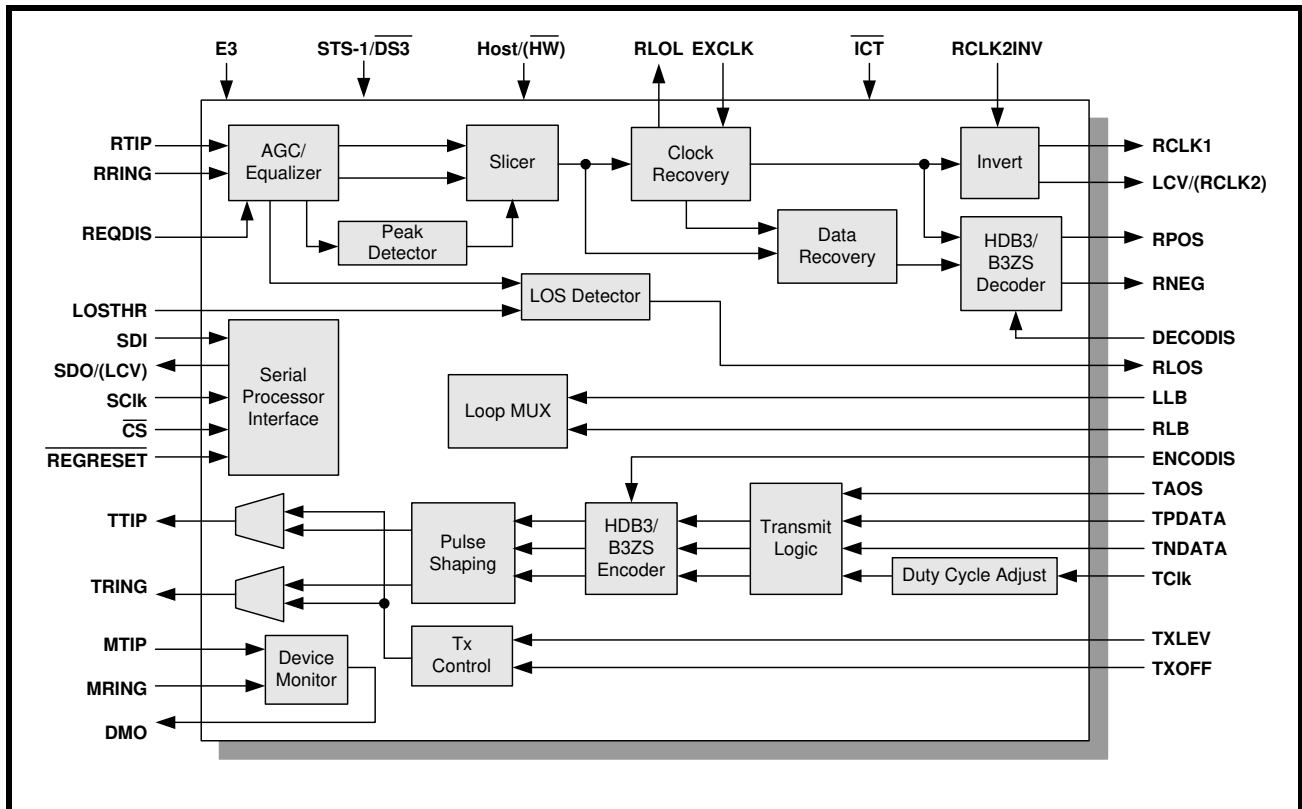 E3
STS-1/DS3
Host/(HW)
RLOL
EXCLK
ICT
RCLK2INV
RTIP
RRING
REQDIS
LOSTHR
SDI
SDO/(LCV)
SClk
CS
REGRESET
TTIP
TRING
MTIP
MRING
DMO
AGC/
Equalizer
Slicer
Clock
Recovery
Invert
Peak
Detector
Data
Recovery
HDB3/
B3ZS
Decoder
LOS Detector
Serial
Processor
Interface
Loop MUX
Pulse
Shaping
HDB3/
B3ZS
Encoder
Transmit
Logic
Duty Cycle Adjust
Tx
Control
Device
Monitor
RCLK1
LCV/(RCLK2)
RPOS
RNEG
DECODIS
RLOS
LLB
RLB
ENCODIS
TAOS
TPDATA
TNDATA
TClk
TXLEV
TXOFF